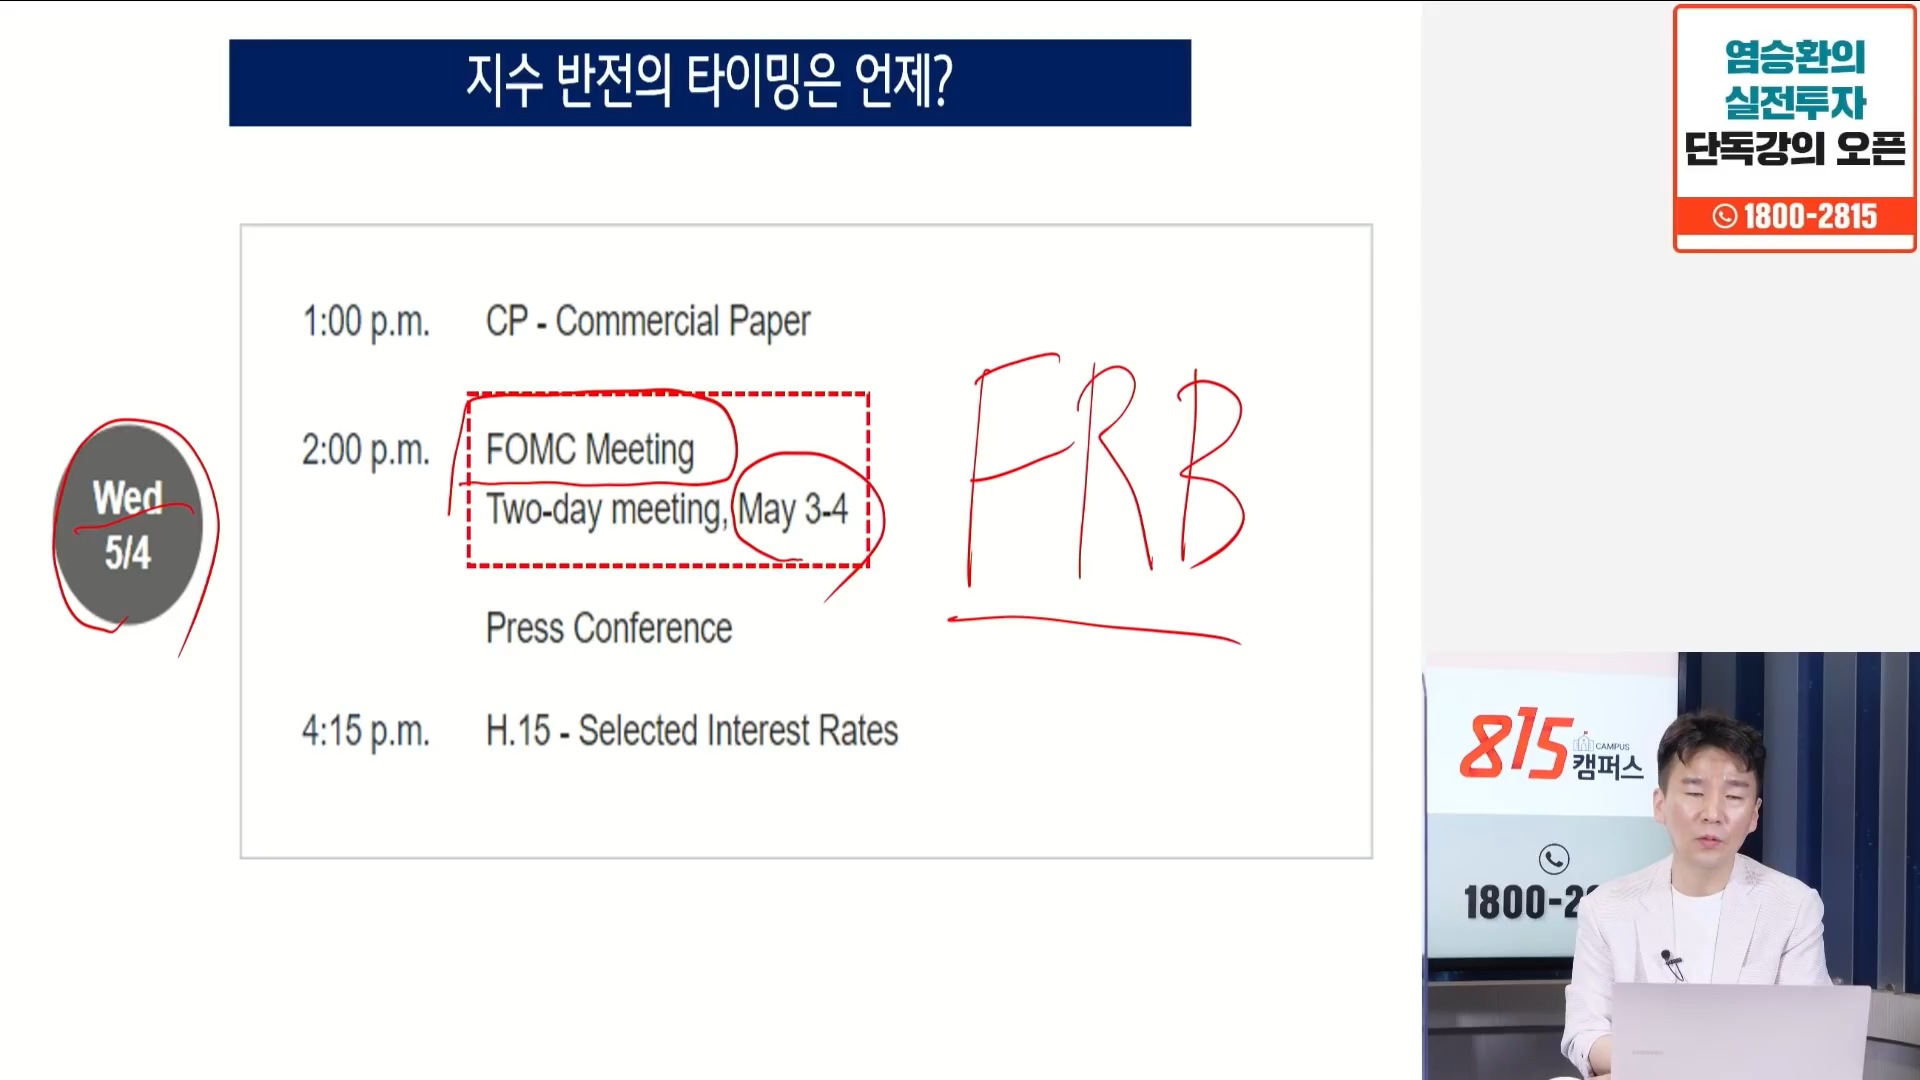 지수 반전의 타이밍은 언제?
염승환의
실전투자
단독강의 오픈
1800-2815
1:00 p.m. CP - Commercial Paper
2:00 p.m. FOMC Meeting
Two-day meeting, May 3-4
Wed
5/4
FRB
Press Conference
4:15 p.m. H.15 - Selected Interest Rates
815 CAMPUS
캠퍼스
1800-2